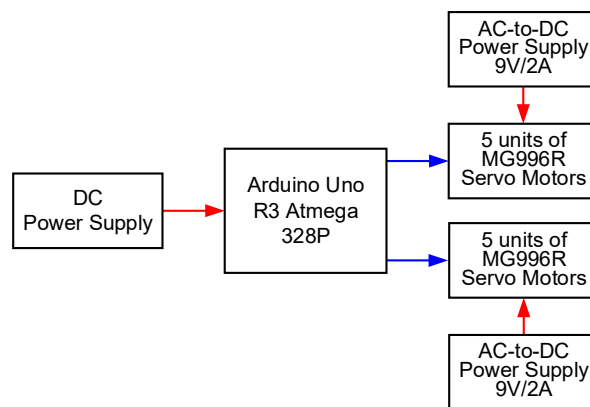 AC-to-DC
Power Supply
9V/2A
5 units of
MG996R
Servo Motors
DC
Power Supply
Arduino Uno
R3 Atmega
328P
5 units of
MG996R
Servo Motors
AC-to-DC
Power Supply
9V/2A